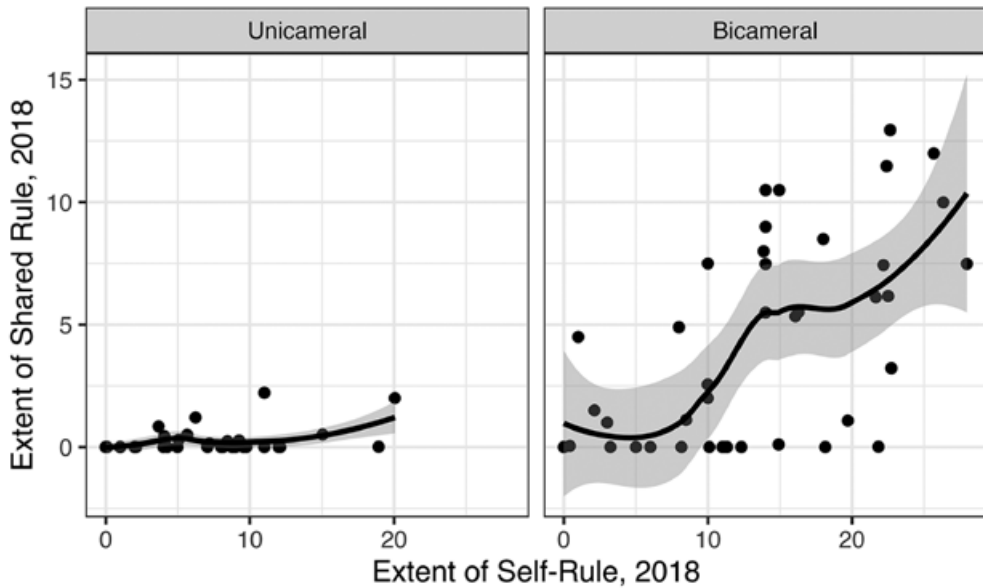 Unicameral
Bicameral
Extent of Shared Rule, 2018
15
10
5
0
0
10
20
0
10
20
Extent of Self-Rule, 2018